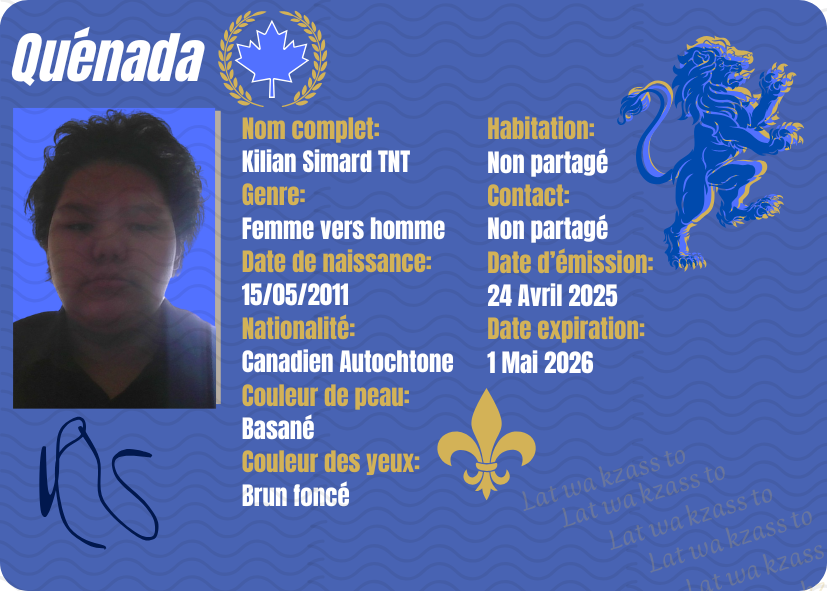 Quénada
Nom complet:
Kilian Simard TNT
Genre:
Femme vers homme
Date de naissance:
15/05/2011
Nationalité:
Canadien Autochtone
Couleur de peau:
Basané
Couleur des yeux:
Brun foncé
Habitation:
Non partagé
Contact:
Non partagé
Date d'émission:
24 Avril 2025
Date expiration:
1 Mai 2026
Lat wa kzass to
Lat wa kzass to
Lat wa kzass to
Lat wa kzass to
Lat wa kzass